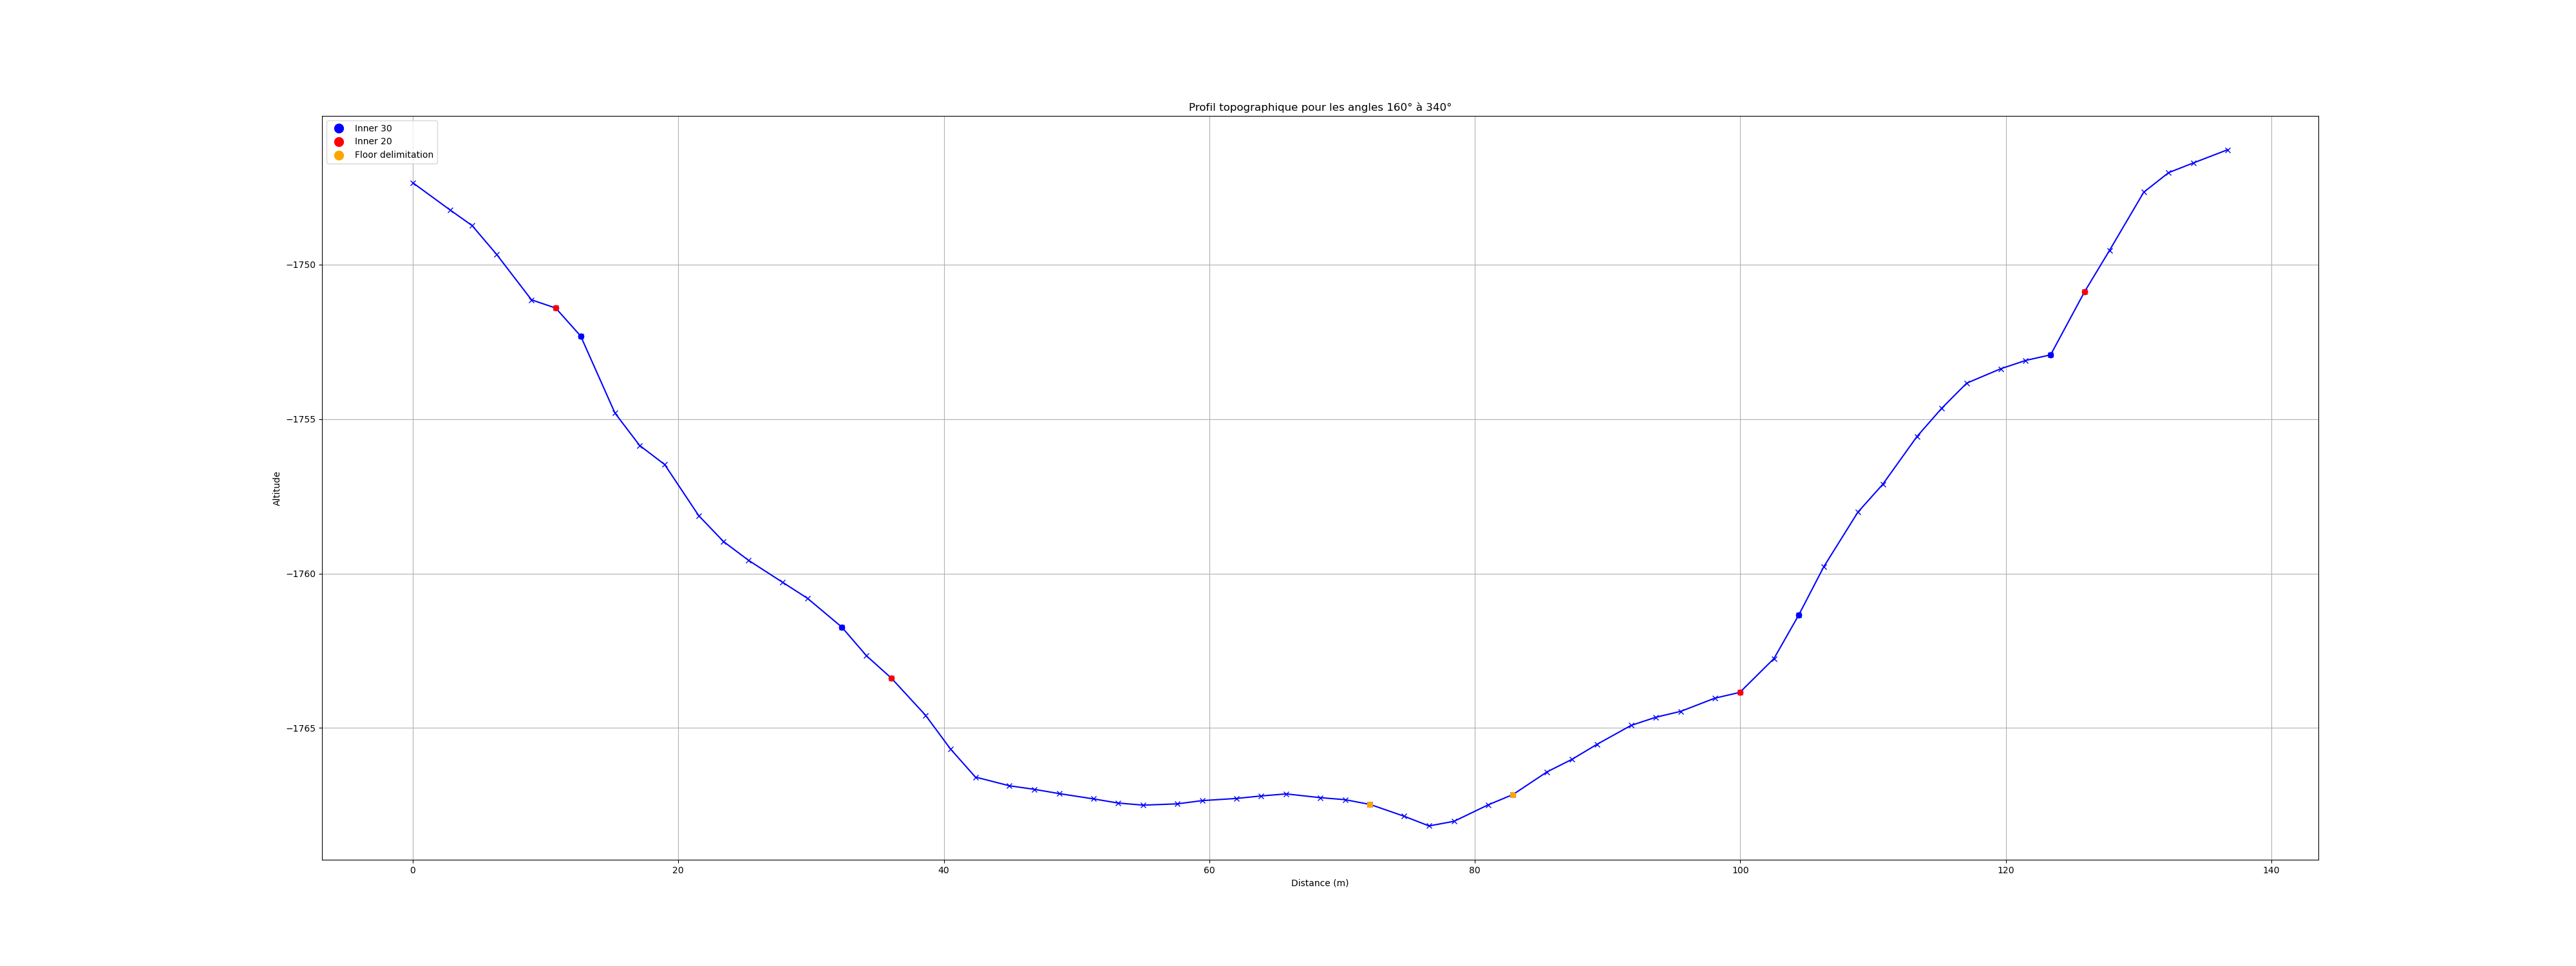 Profil topographique pour les angles 160° à 340°
Inner 30
Inner 20
Floor delimitation
−1750
−1755
−1760
−1765
Altitude
0 20 40 60 80 100 120 140
Distance (m)